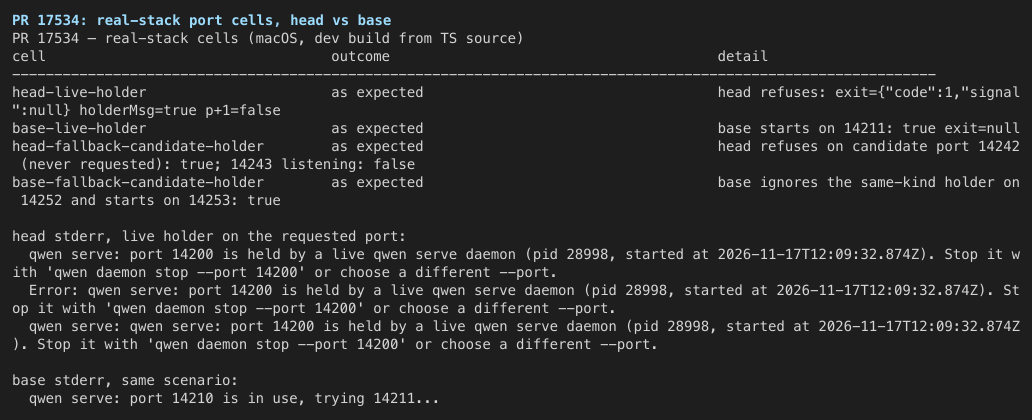 PR 17534: real-stack port cells, head vs base
PR 17534 — real-stack cells (macOS, dev build from TS source)
cell outcome detail
------------------------------------------------------------------------------------------------------
head-live-holder as expected head refuses: exit={"code":1,"signal
":null} holderMsg=true p+1=false
base-live-holder as expected base starts on 14211: true exit=null
head-fallback-candidate-holder as expected head refuses on candidate port 14242
(never requested): true; 14243 listening: false
base-fallback-candidate-holder as expected base ignores the same-kind holder on
14252 and starts on 14253: true
head stderr, live holder on the requested port:
qwen serve: port 14200 is held by a live qwen serve daemon (pid 28998, started at 2026-11-17T12:09:32.874Z). Stop it w
ith 'qwen daemon stop --port 14200' or choose a different --port.
Error: qwen serve: port 14200 is held by a live qwen serve daemon (pid 28998, started at 2026-11-17T12:09:32.874Z). St
op it with 'qwen daemon stop --port 14200' or choose a different --port.
qwen serve: qwen serve: port 14200 is held by a live qwen serve daemon (pid 28998, started at 2026-11-17T12:09:32.874Z
). Stop it with 'qwen daemon stop --port 14200' or choose a different --port.
base stderr, same scenario:
qwen serve: port 14210 is in use, trying 14211...